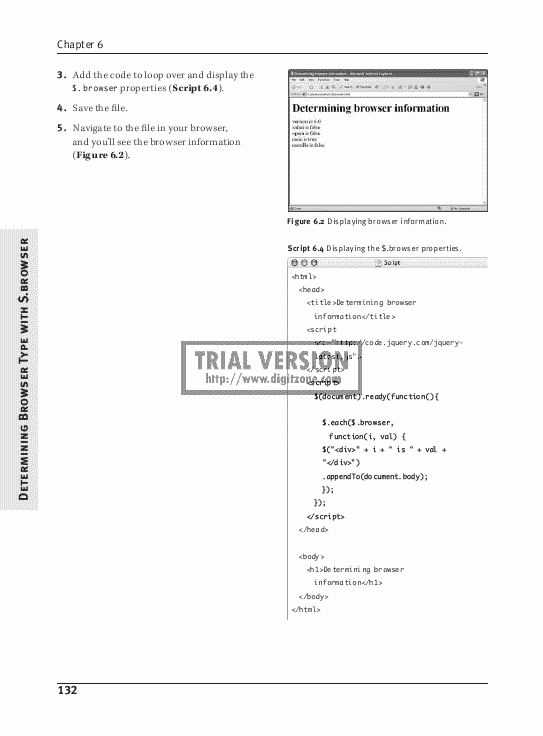 Chapter 6
3. Add the code to loop over and display the
$.browser properties (Script 6.4).
4. Save the file.
5. Navigate to the file in your browser,
and you'll see the browser information
(Figure 6.2).
Determining browser information
version is 6.0
safari is false
opera is false
msie is true
mozilla is false
Figure 6.2 Displaying browser information.
Script 6.4 Displaying the $.browser properties.
Script
<html>
<head>
<title>Determining browser
information</title>
<script
src="http://code.jquery.com/jquery-
latest.js">
</script>
<script>
$(document).ready(function(){
$.each($.browser,
function(i, val) {
$("<div>" + i + " is " + val +
"</div>")
.appendTo(document.body);
});
});
</script>
</head>
<body>
<h1>Determining browser
information</h1>
</body>
</html>
TRIAL VERSION
http://www.digitzone.com
Determining Browser Type with $.browser
132